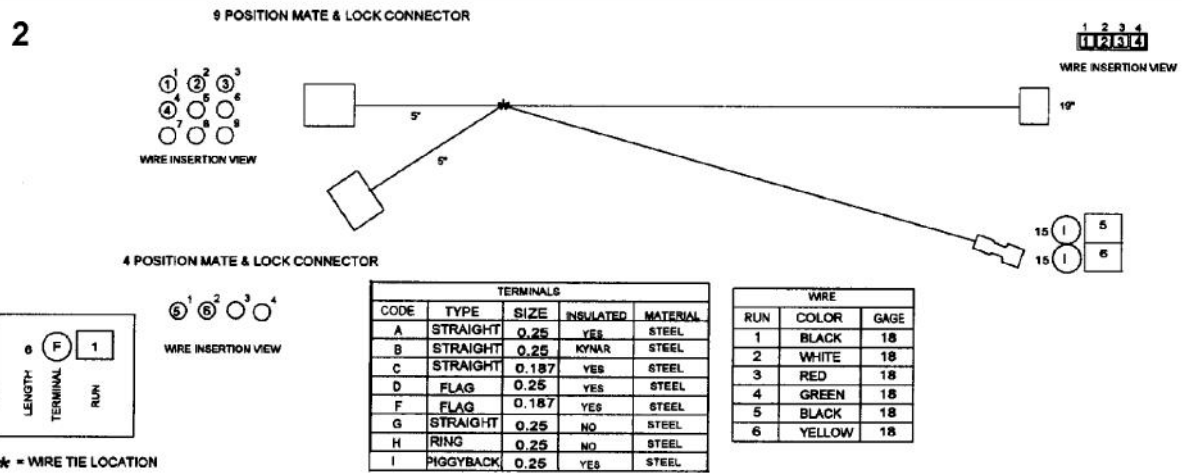 9 POSITION MATE & LOCK CONNECTOR
2
1 2 3
1 2 3
4 5 6
4
7 8 9
WIRE INSERTION VIEW
5"
5"
19"
1 2 3 4
1 2 3 4
WIRE INSERTION VIEW
15 I 5
15 I 6
4 POSITION MATE & LOCK CONNECTOR
1 2 3 4
5 6
WIRE INSERTION VIEW
6 F 1
LENGTH
TERMINAL
RUN
* = WIRE TIE LOCATION
TERMINALS
CODE TYPE SIZE INSULATED MATERIAL
A STRAIGHT 0.25 YES STEEL
B STRAIGHT 0.25 KYNAR STEEL
C STRAIGHT 0.187 YES STEEL
D FLAG 0.25 YES STEEL
F FLAG 0.187 YES STEEL
G STRAIGHT 0.25 NO STEEL
H RING 0.25 NO STEEL
I PIGGYBACK 0.25 YES STEEL
WIRE
RUN COLOR GAGE
1 BLACK 18
2 WHITE 18
3 RED 18
4 GREEN 18
5 BLACK 18
6 YELLOW 18